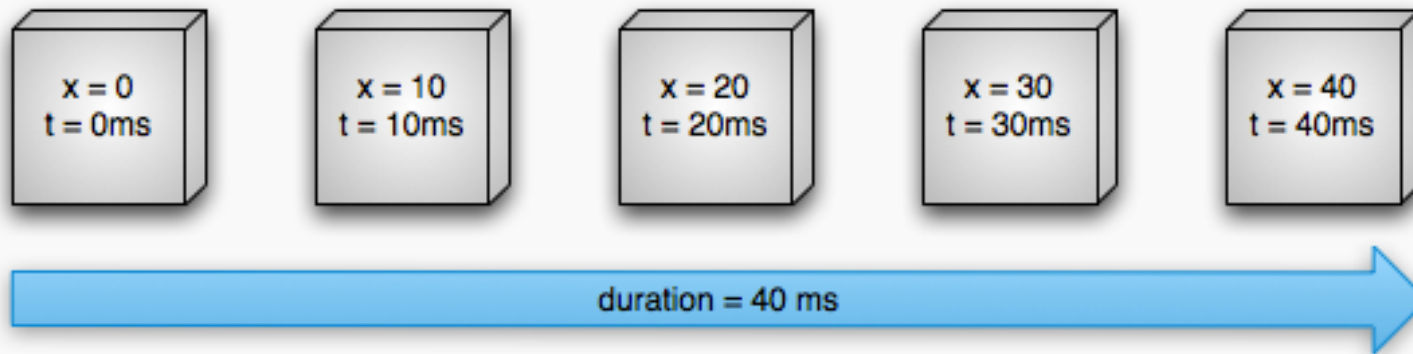 x = 0
t = 0ms
x = 10
t = 10ms
x = 20
t = 20ms
x = 30
t = 30ms
x = 40
t = 40ms
duration = 40 ms